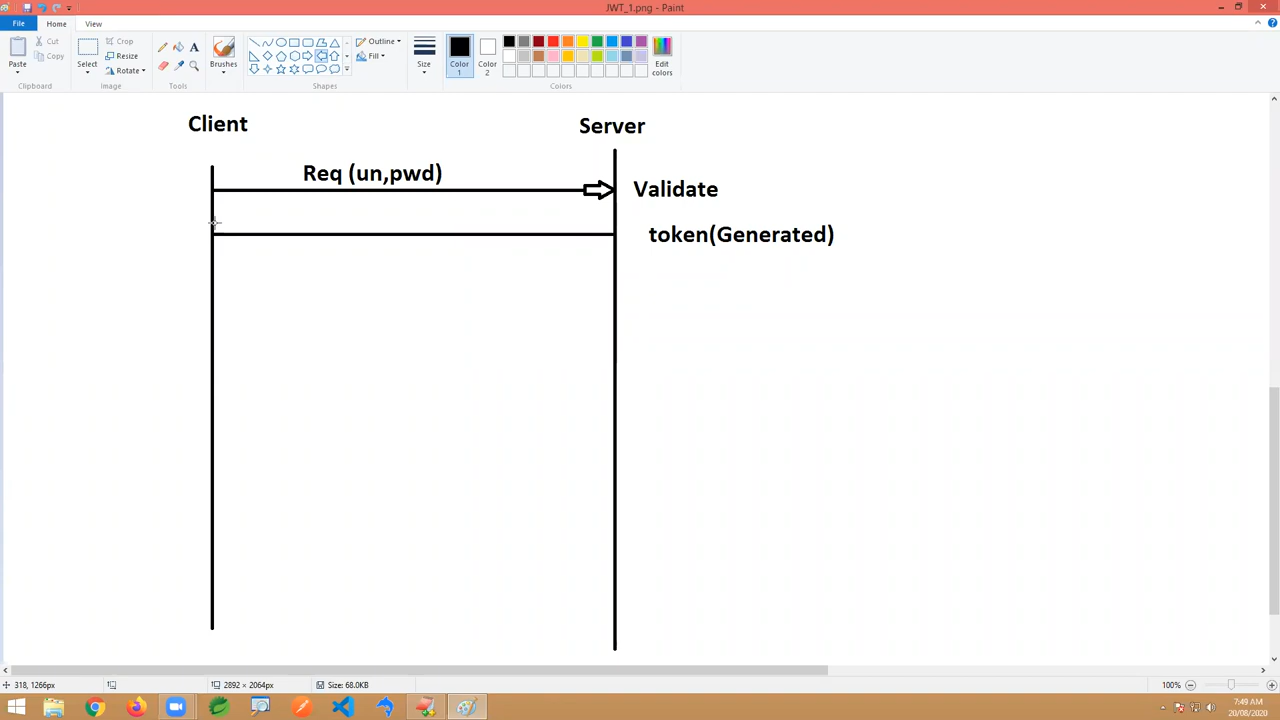 JWT_1.png - Paint
File Home View
Paste
Cut
Copy
Clipboard
Select
Crop
Resize
Rotate
Image
Tools
Brushes
Shapes
Outline
Fill
Size
Color 1
Color 2
Edit colors
Colors
Client
Server
Req (un,pwd)
Validate
token(Generated)
318, 1266px
2892 × 2064px
Size: 68.0KB
100%
7:49 AM
20/08/2020